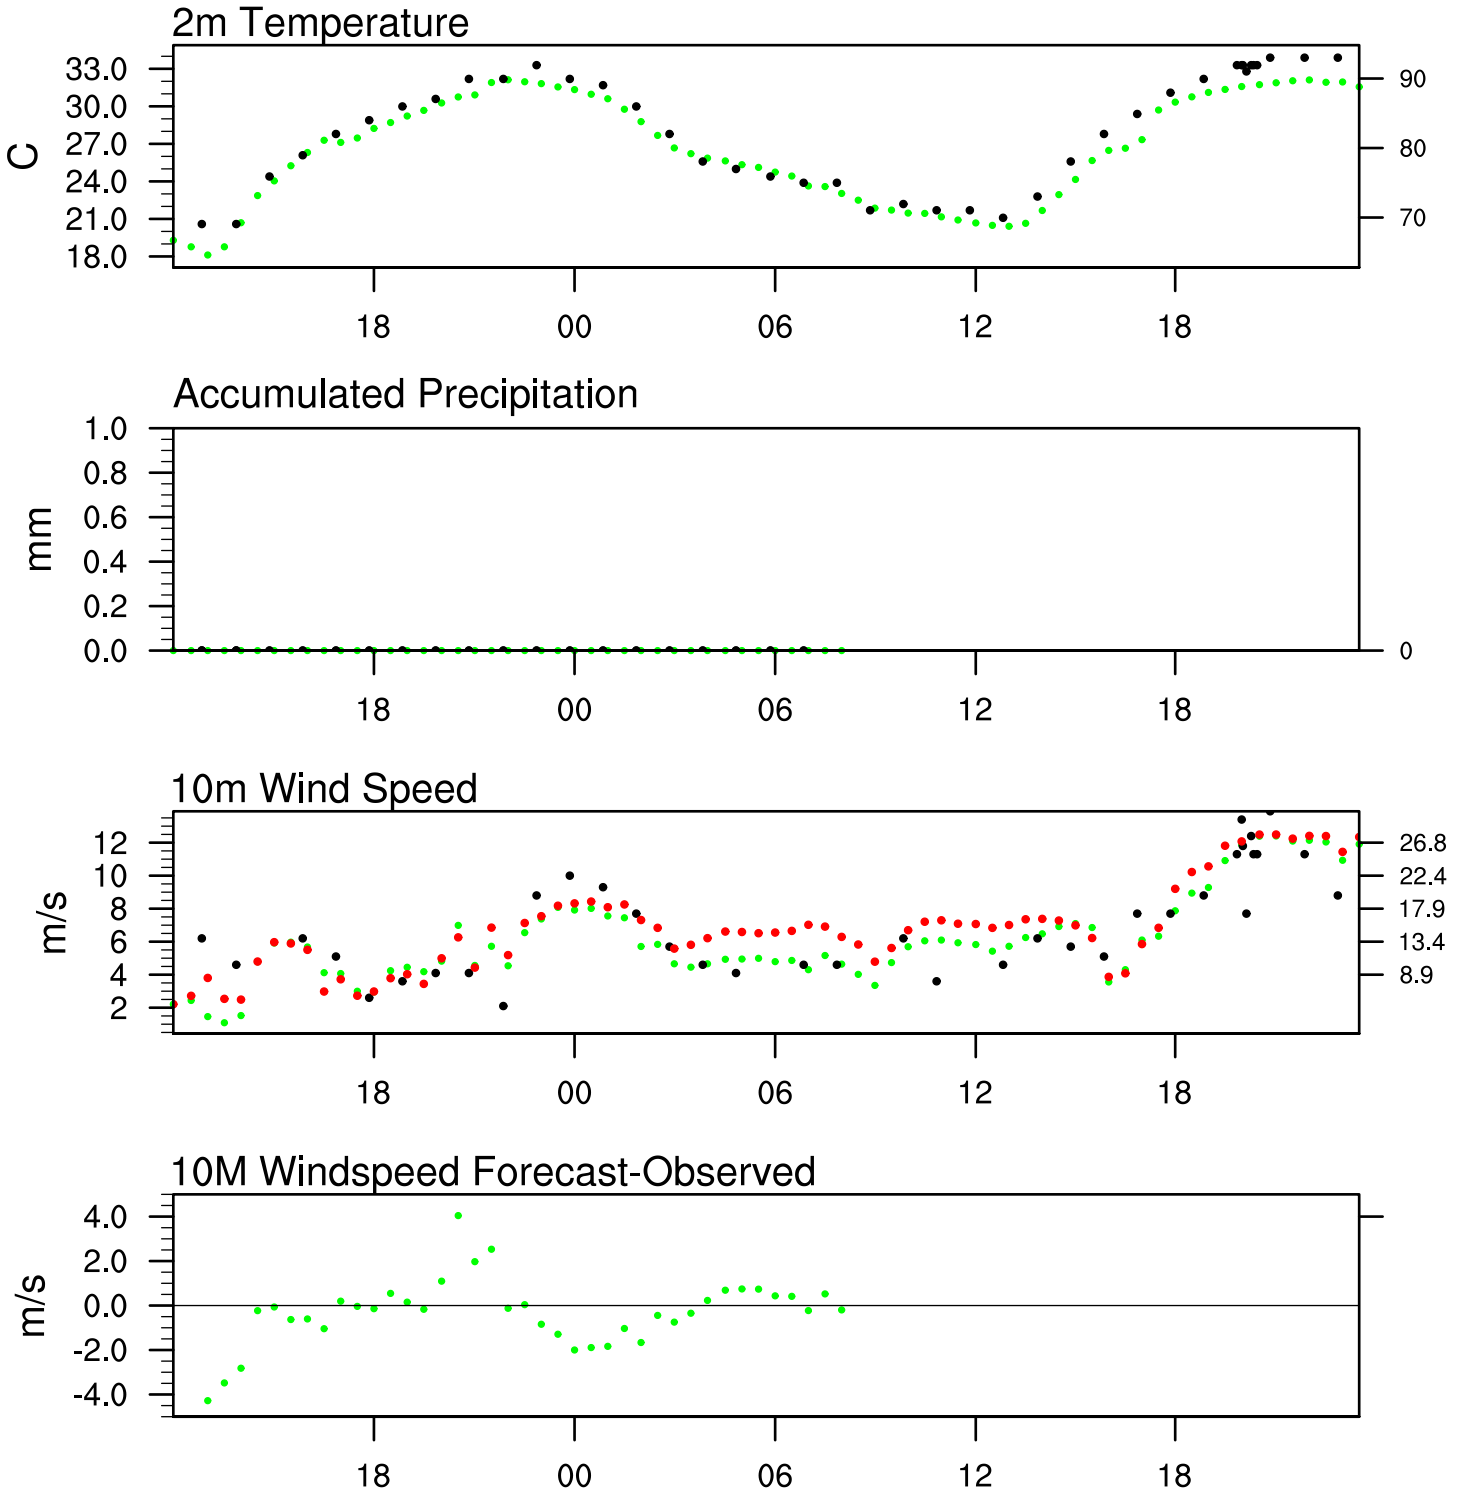 2m Temperature
33.0
30.0
27.0
24.0
21.0
18.0
C
90
80
70
18 00 06 12 18
Accumulated Precipitation
1.0
0.8
0.6
0.4
0.2
0.0
mm
0
18 00 06 12 18
10m Wind Speed
12
10
8
6
4
2
m/s
26.8
22.4
17.9
13.4
8.9
18 00 06 12 18
10M Windspeed Forecast-Observed
4.0
2.0
0.0
-2.0
-4.0
m/s
18 00 06 12 18